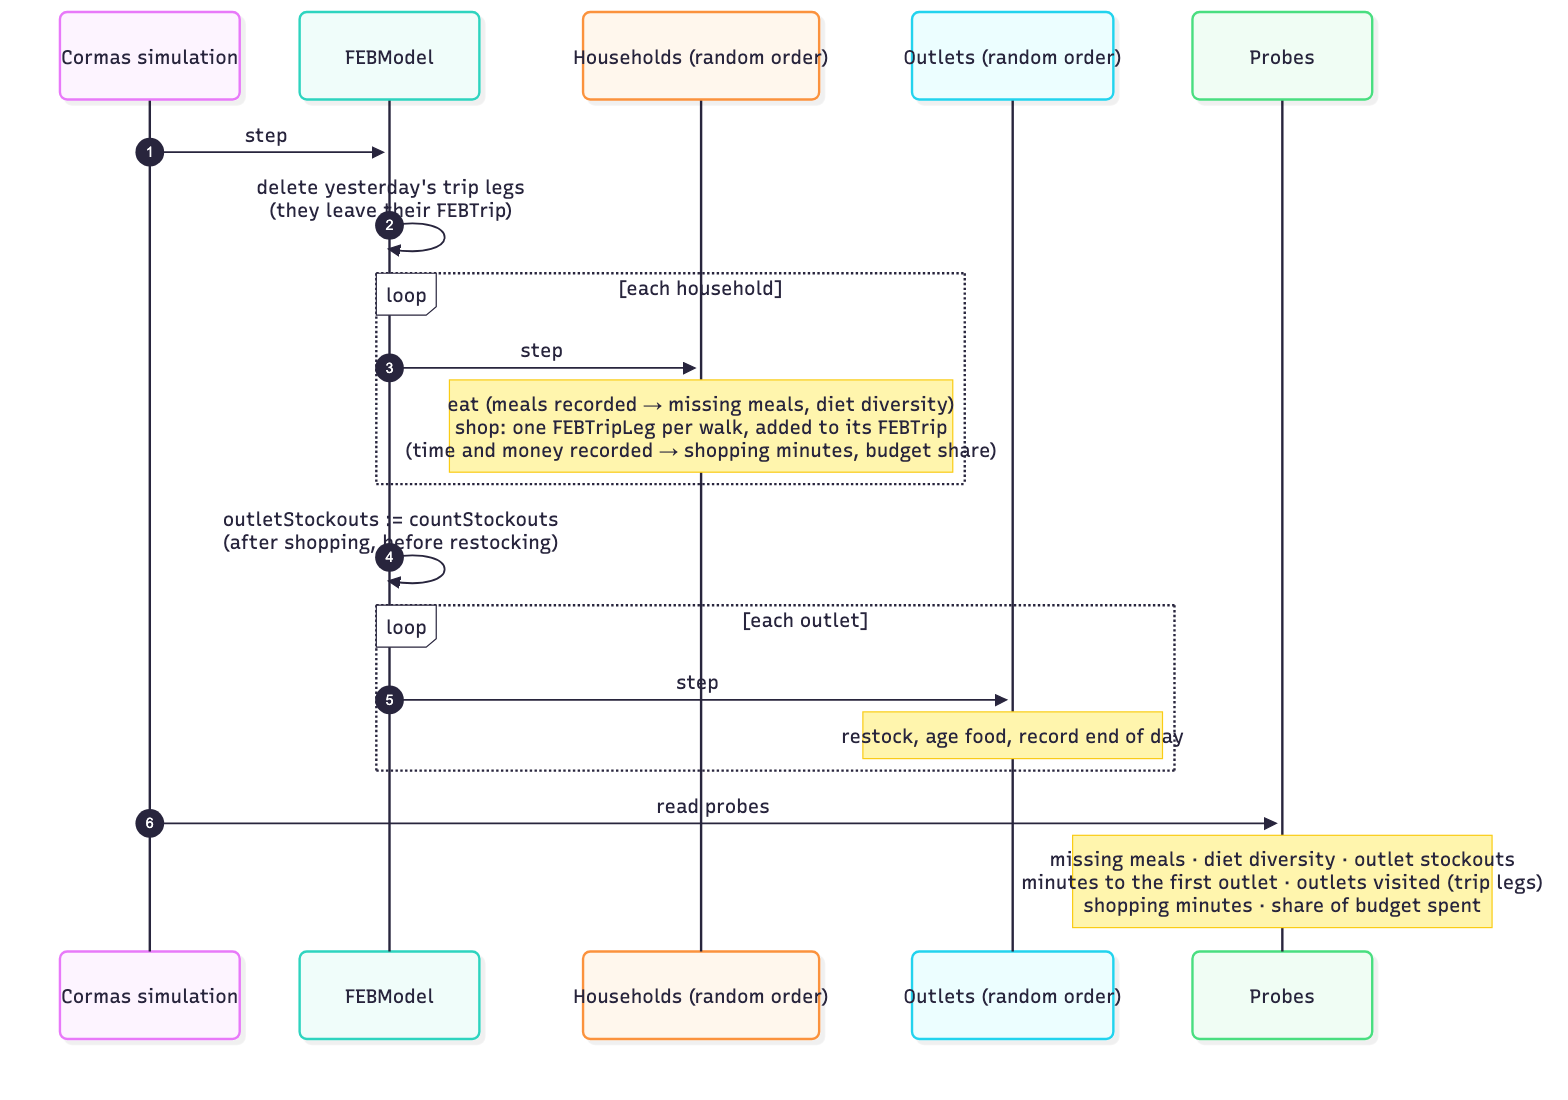 Cormas simulation
FEBModel
Households (random order)
Outlets (random order)
Probes
1
step
delete yesterday's trip legs
(they leave their FEBTrip)
2
loop
[each household]
step
3
eat (meals recorded → missing meals, diet diversity)
shop: one FEBTripLeg per walk, added to its FEBTrip
(time and money recorded → shopping minutes, budget share)
outletStockouts := countStockouts
(after shopping, before restocking)
4
loop
[each outlet]
step
5
restock, age food, record end of day
read probes
6
missing meals · diet diversity · outlet stockouts
minutes to the first outlet · outlets visited (trip legs)
shopping minutes · share of budget spent
Cormas simulation
FEBModel
Households (random order)
Outlets (random order)
Probes